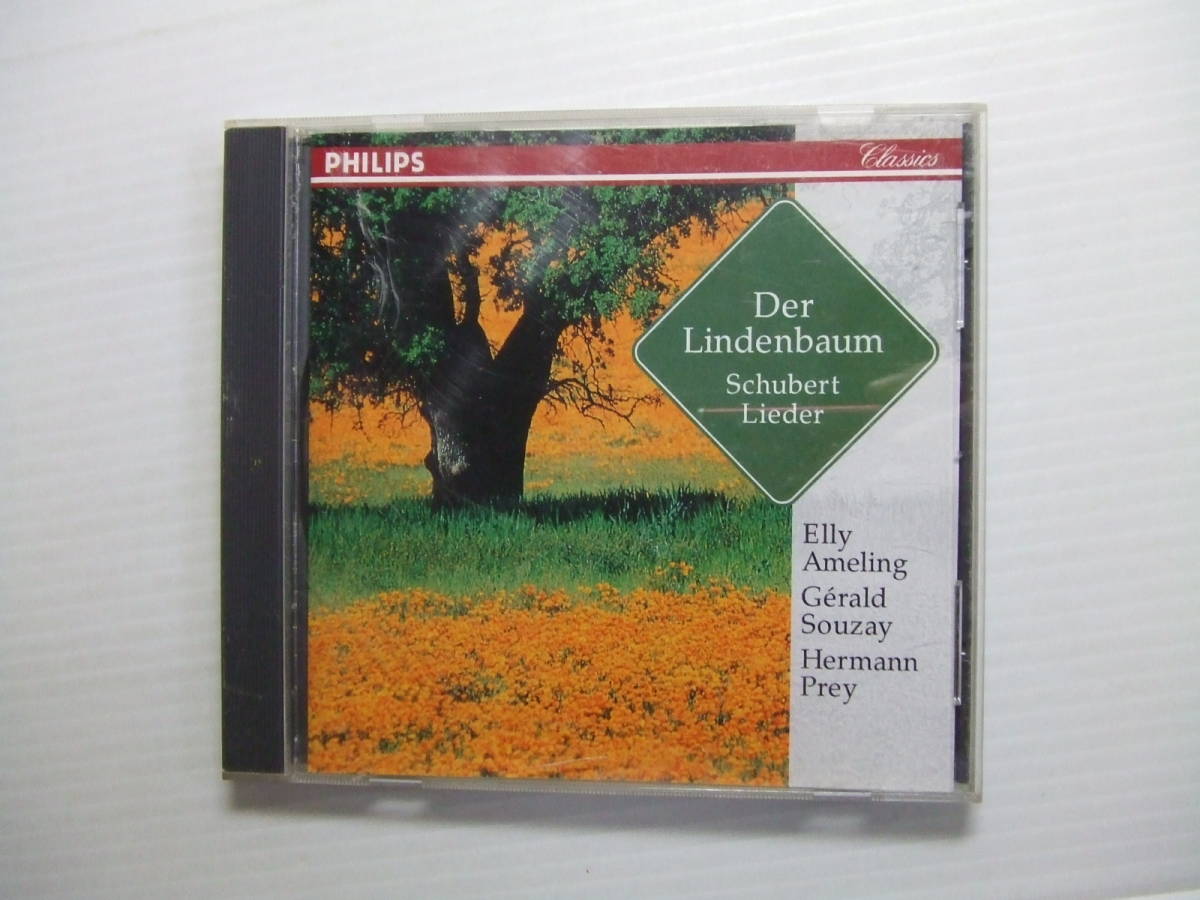 PHILIPS
Classics
Der
Lindenbaum
Schubert
Lieder
Elly
Ameling
Gérald
Souzay
Hermann
Prey